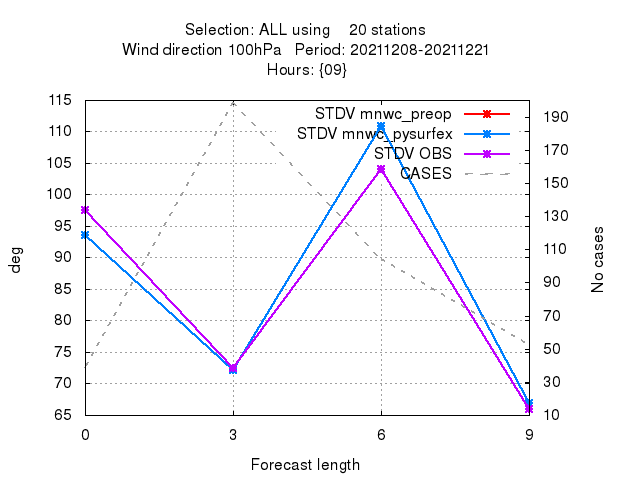 Selection: ALL using    20 stations
Wind direction 100hPa   Period: 20211208-20211221
Hours: {09}
STDV mnwc_preop
STDV mnwc_pysurfex
STDV OBS
CASES
115
110
105
100
95
90
85
80
75
70
65
190
170
150
130
110
90
70
50
30
10
deg
No cases
0 3 6 9
Forecast length